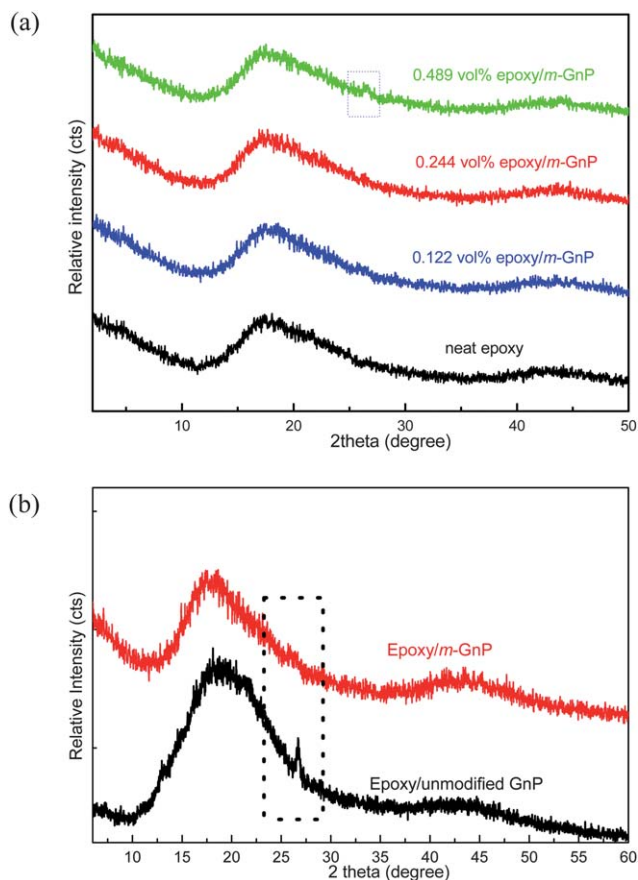 (a)
Relative intensity (cts)
0.489 vol% epoxy/m-GnP
0.244 vol% epoxy/m-GnP
0.122 vol% epoxy/m-GnP
neat epoxy
10 20 30 40 50
2theta (degree)
(b)
Relative Intensity (cts)
Epoxy/m-GnP
Epoxy/unmodified GnP
10 15 20 25 30 35 40 45 50 55 60
2 theta (degree)